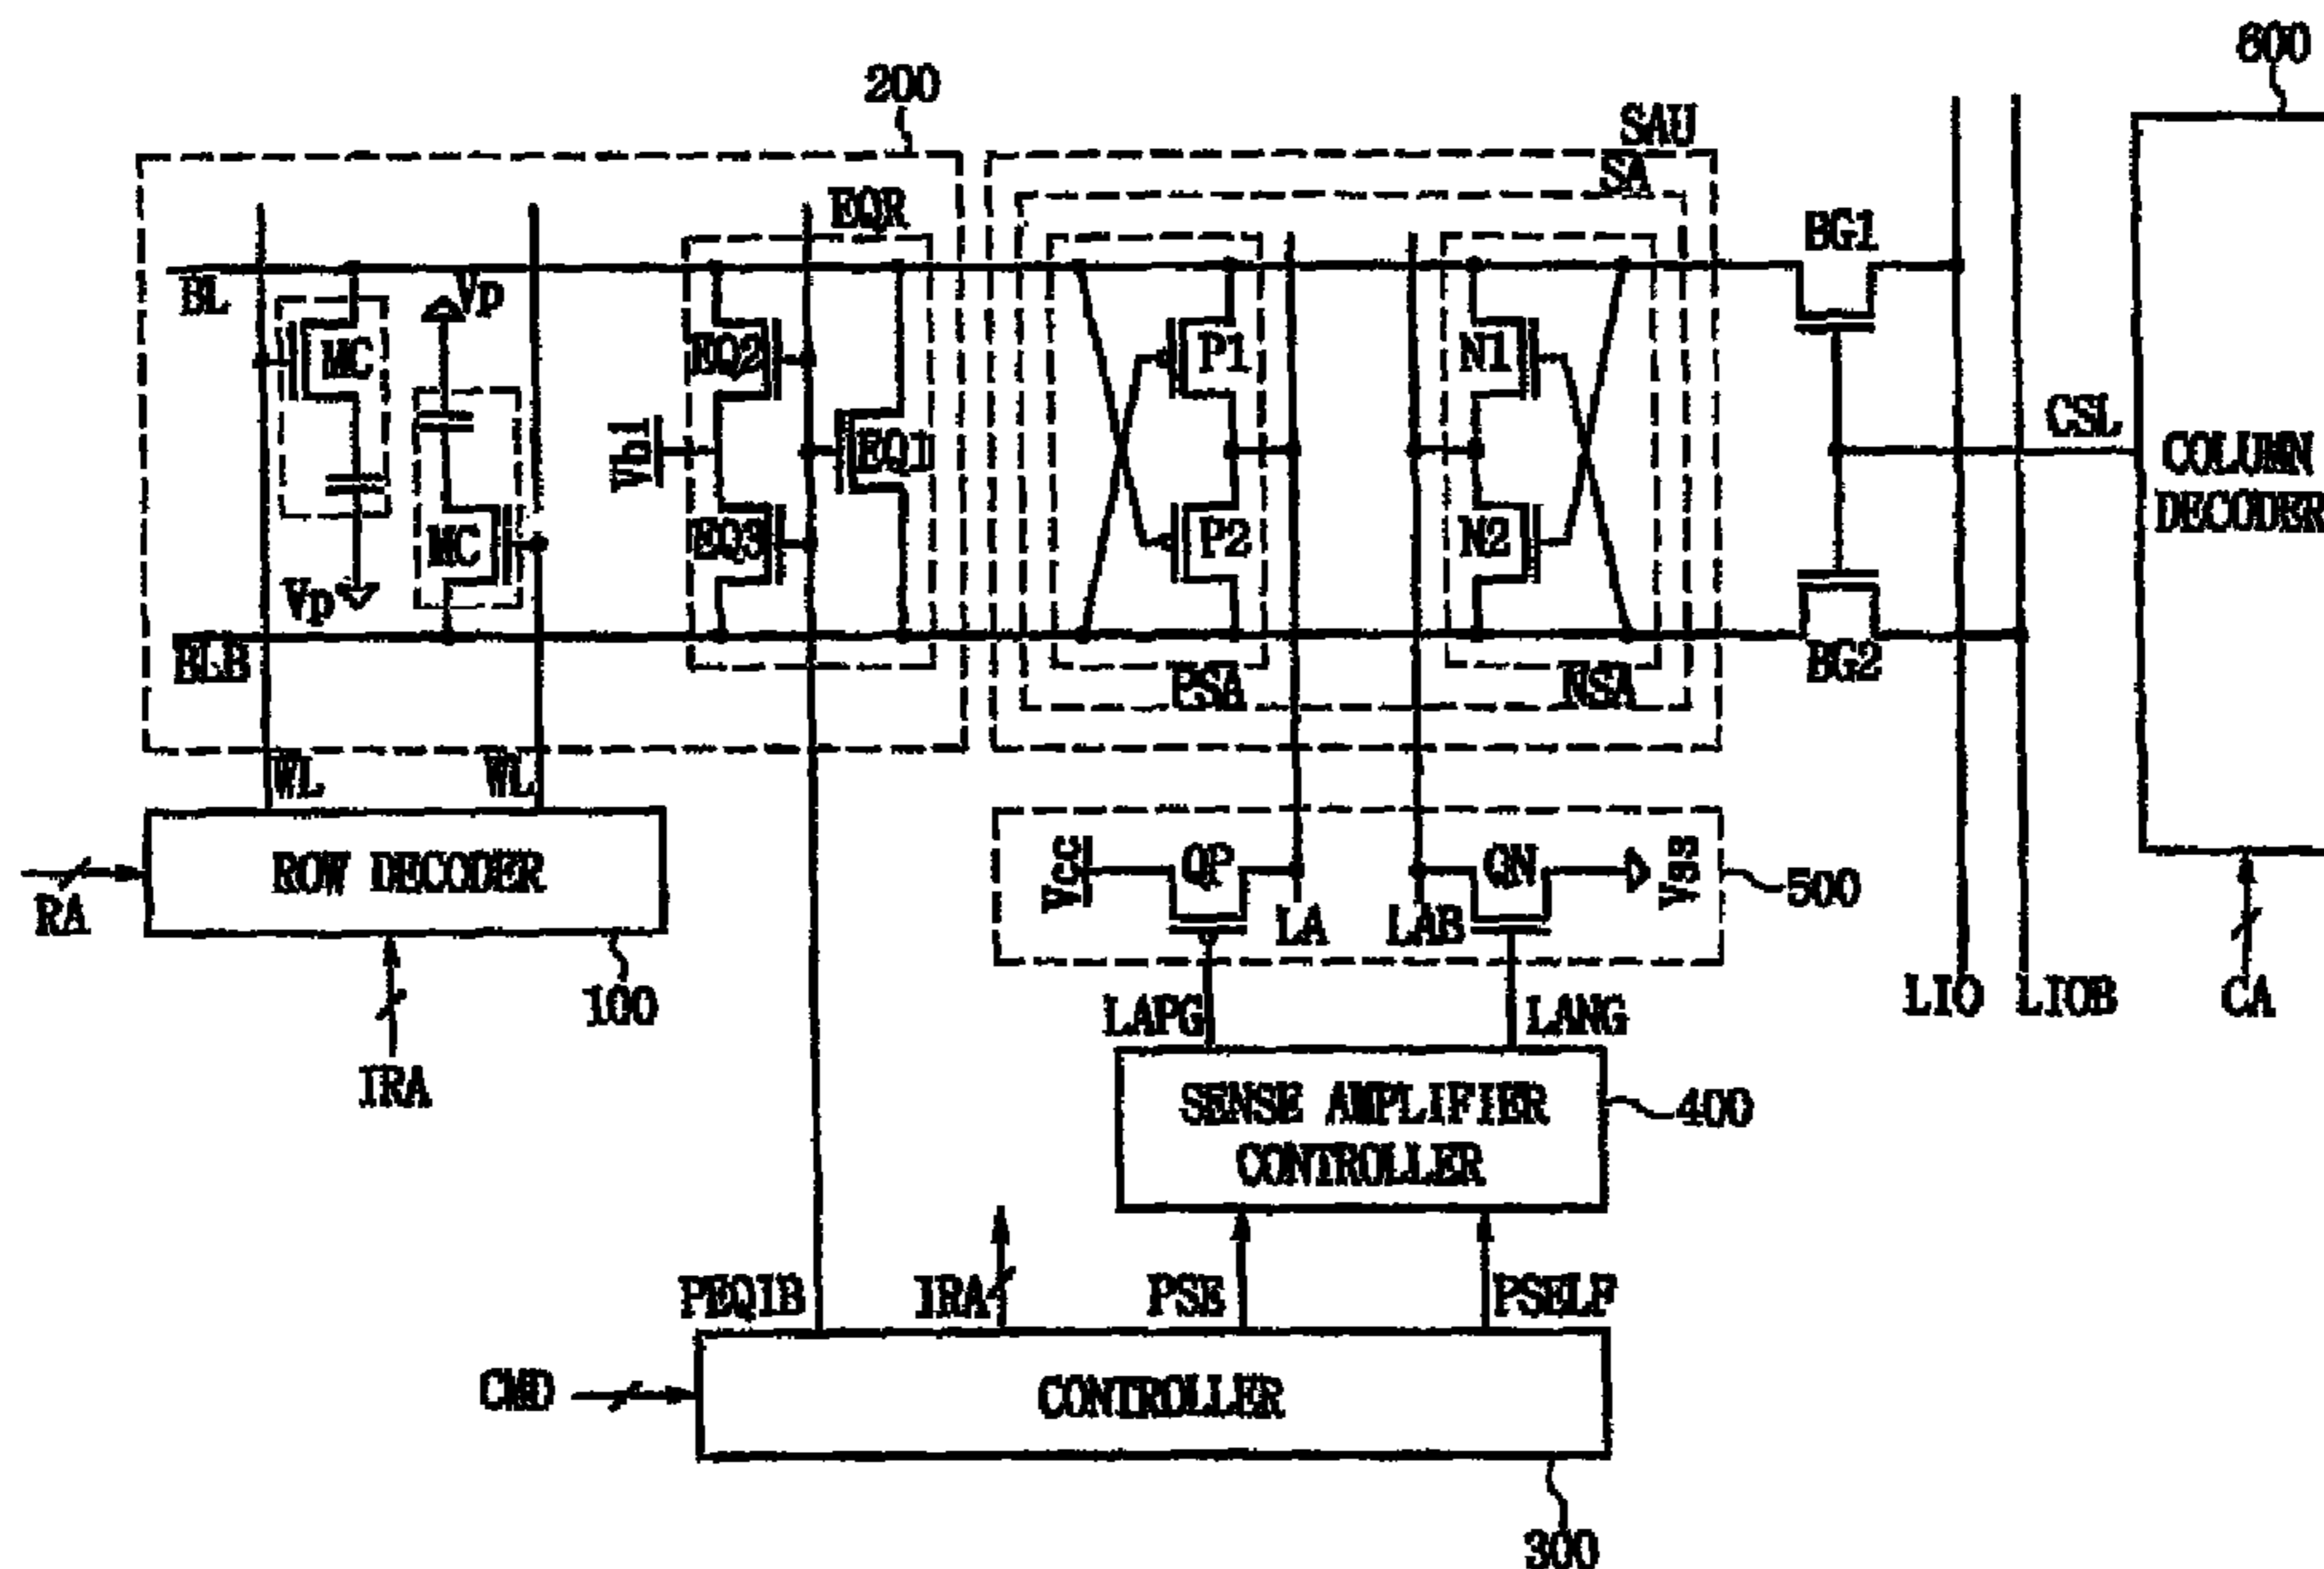 600
200
SAU
SA
EQR
BG1
BL
Vp
MC
EQ2
P1
N1
CSL
Vbl
EQ1
COLUMN
DECODER
MC
EQ3
P2
N2
Vp
BLB
PSA
NSA
BG2
WL
WL
ROW DECODER
Vcc
QP
QN
Vss
500
RA
LA
LAB
100
LAPG
LANG
LIO
LIOB
CA
IRA
SENSE AMPLIFIER
CONTROLLER
400
PEQIB
IRA
PSE
PSELF
CMD
CONTROLLER
300